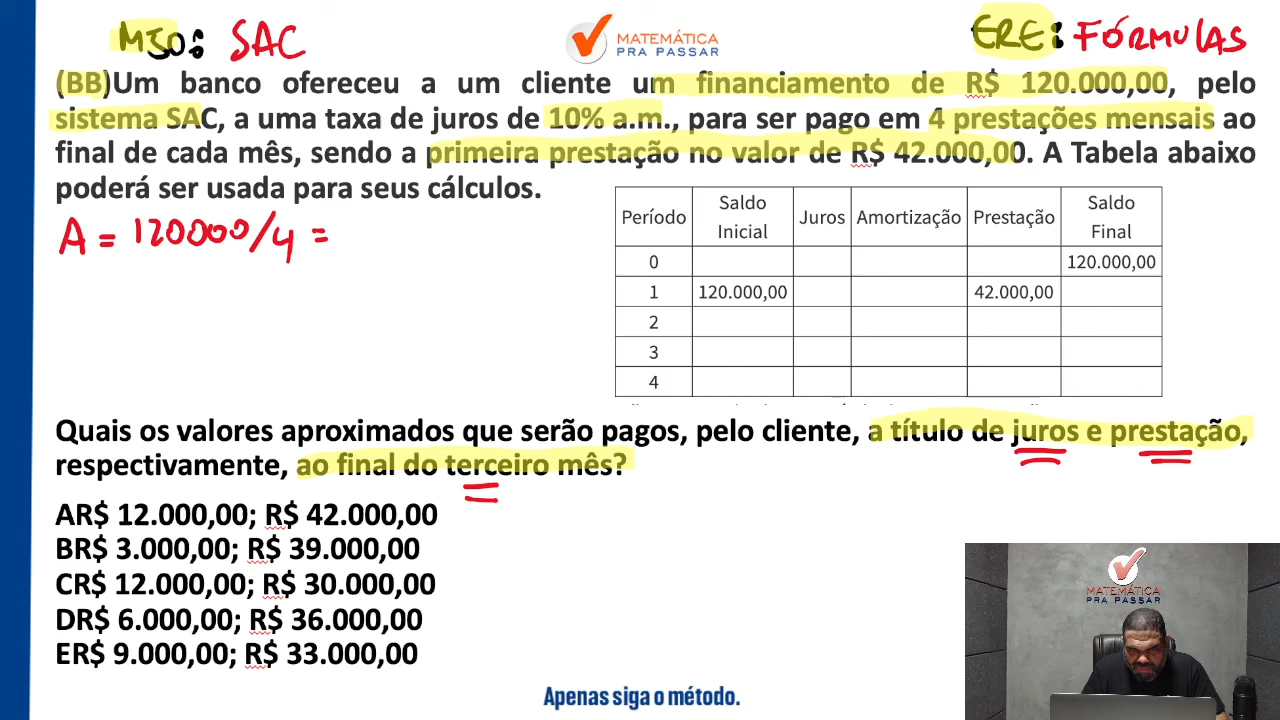 MJO: SAC
MATEMÁTICA
PRA PASSAR
ERE: FÓRMULAS
(BB)Um banco ofereceu a um cliente um financiamento de R$ 120.000,00, pelo
sistema SAC, a uma taxa de juros de 10% a.m., para ser pago em 4 prestações mensais ao
final de cada mês, sendo a primeira prestação no valor de R$ 42.000,00. A Tabela abaixo
poderá ser usada para seus cálculos.
A = 120000/4 =
Período Saldo Inicial Juros Amortização Prestação Saldo Final
0 120.000,00
1 120.000,00 42.000,00
2
3
4
Quais os valores aproximados que serão pagos, pelo cliente, a título de juros e prestação,
respectivamente, ao final do terceiro mês?
AR$ 12.000,00; R$ 42.000,00
BR$ 3.000,00; R$ 39.000,00
CR$ 12.000,00; R$ 30.000,00
DR$ 6.000,00; R$ 36.000,00
ER$ 9.000,00; R$ 33.000,00
MATEMÁTICA
PRA PASSAR
Apenas siga o método.